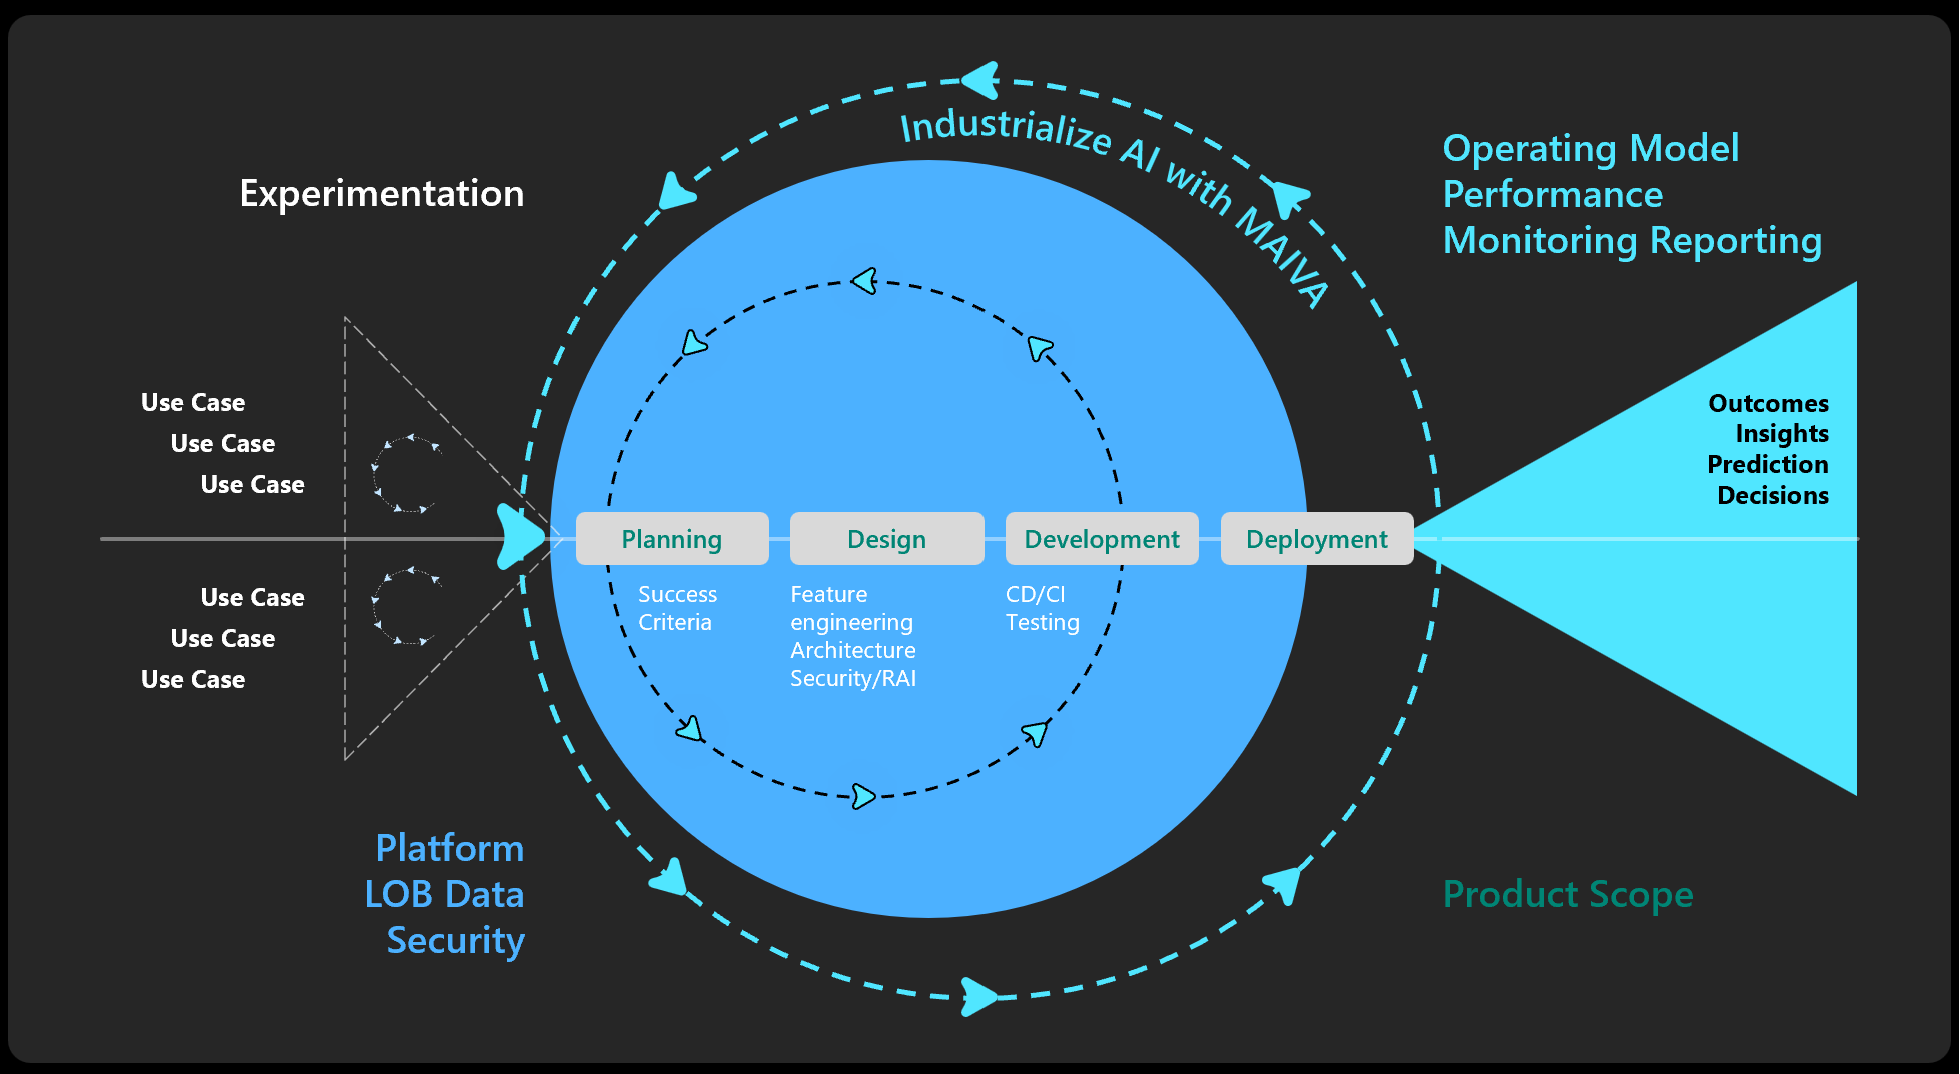 Industrialize AI with MAIVA
Experimentation
Operating Model
Performance
Monitoring Reporting
Use Case
Use Case
Use Case
Use Case
Use Case
Use Case
Planning
Design
Development
Deployment
Success
Criteria
Feature
engineering
Architecture
Security/RAI
CD/CI
Testing
Outcomes
Insights
Prediction
Decisions
Platform
LOB Data
Security
Product Scope